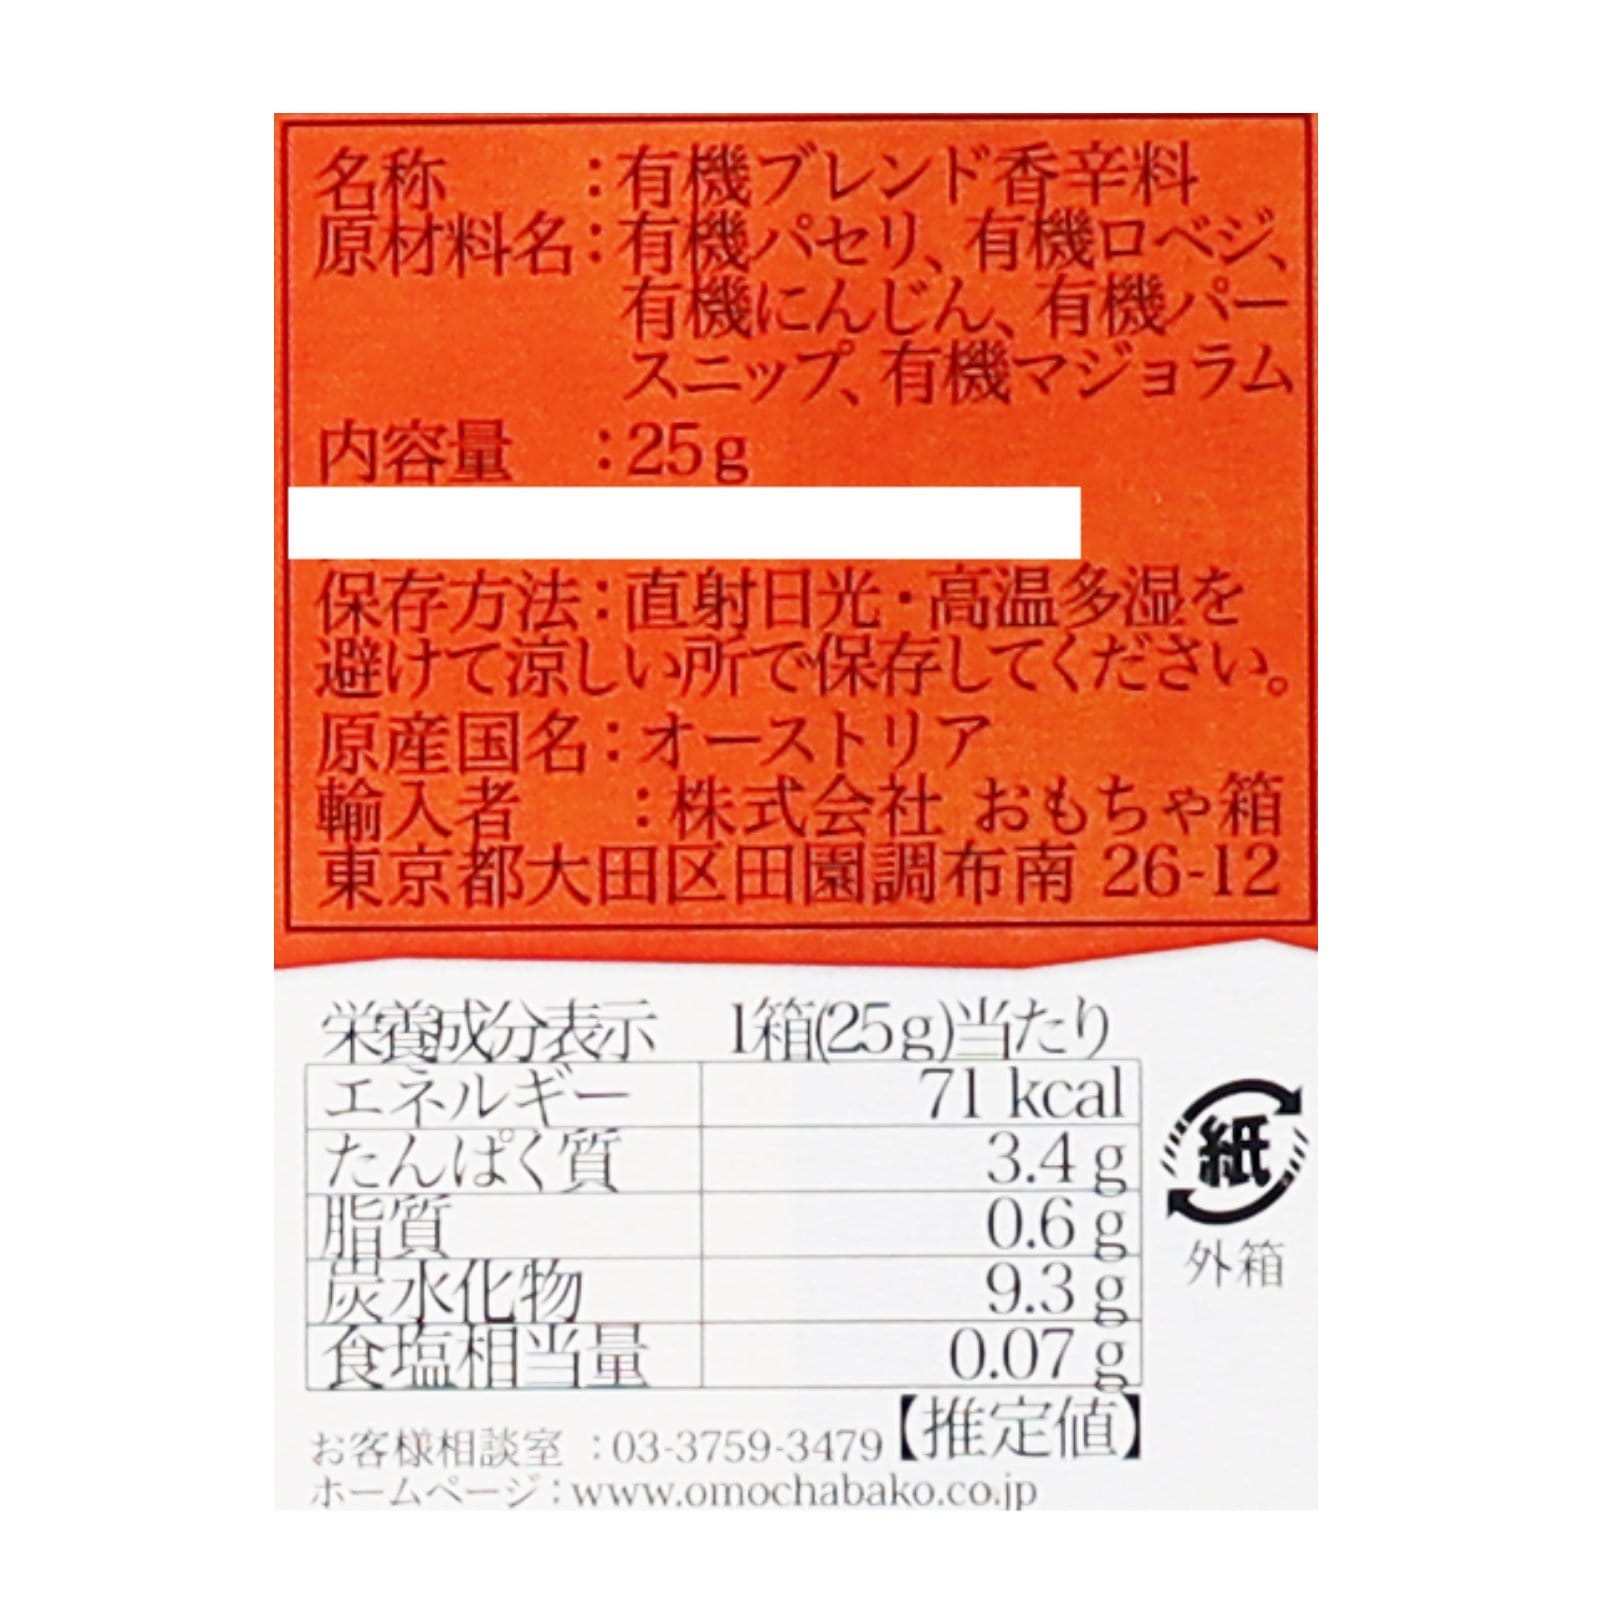 名称　　:有機ブレンド香辛料
原材料名:有機パセリ、有機ロベジ、
有機にんじん、有機パー
スニップ、有機マジョラム
内容量　:25g
保存方法:直射日光・高温多湿を
避けて涼しい所で保存してください。
原産国名:オーストリア
輸入者　:株式会社 おもちゃ箱
東京都大田区田園調布南 26-12
栄養成分表示　1箱(25g)当たり
エネルギー 71 kcal
たんぱく質 3.4 g
脂質 0.6 g
炭水化物 9.3 g
食塩相当量 0.07 g
【推定値】
紙
外箱
お客様相談室 :03-3759-3479
ホームページ:www.omochabako.co.jp